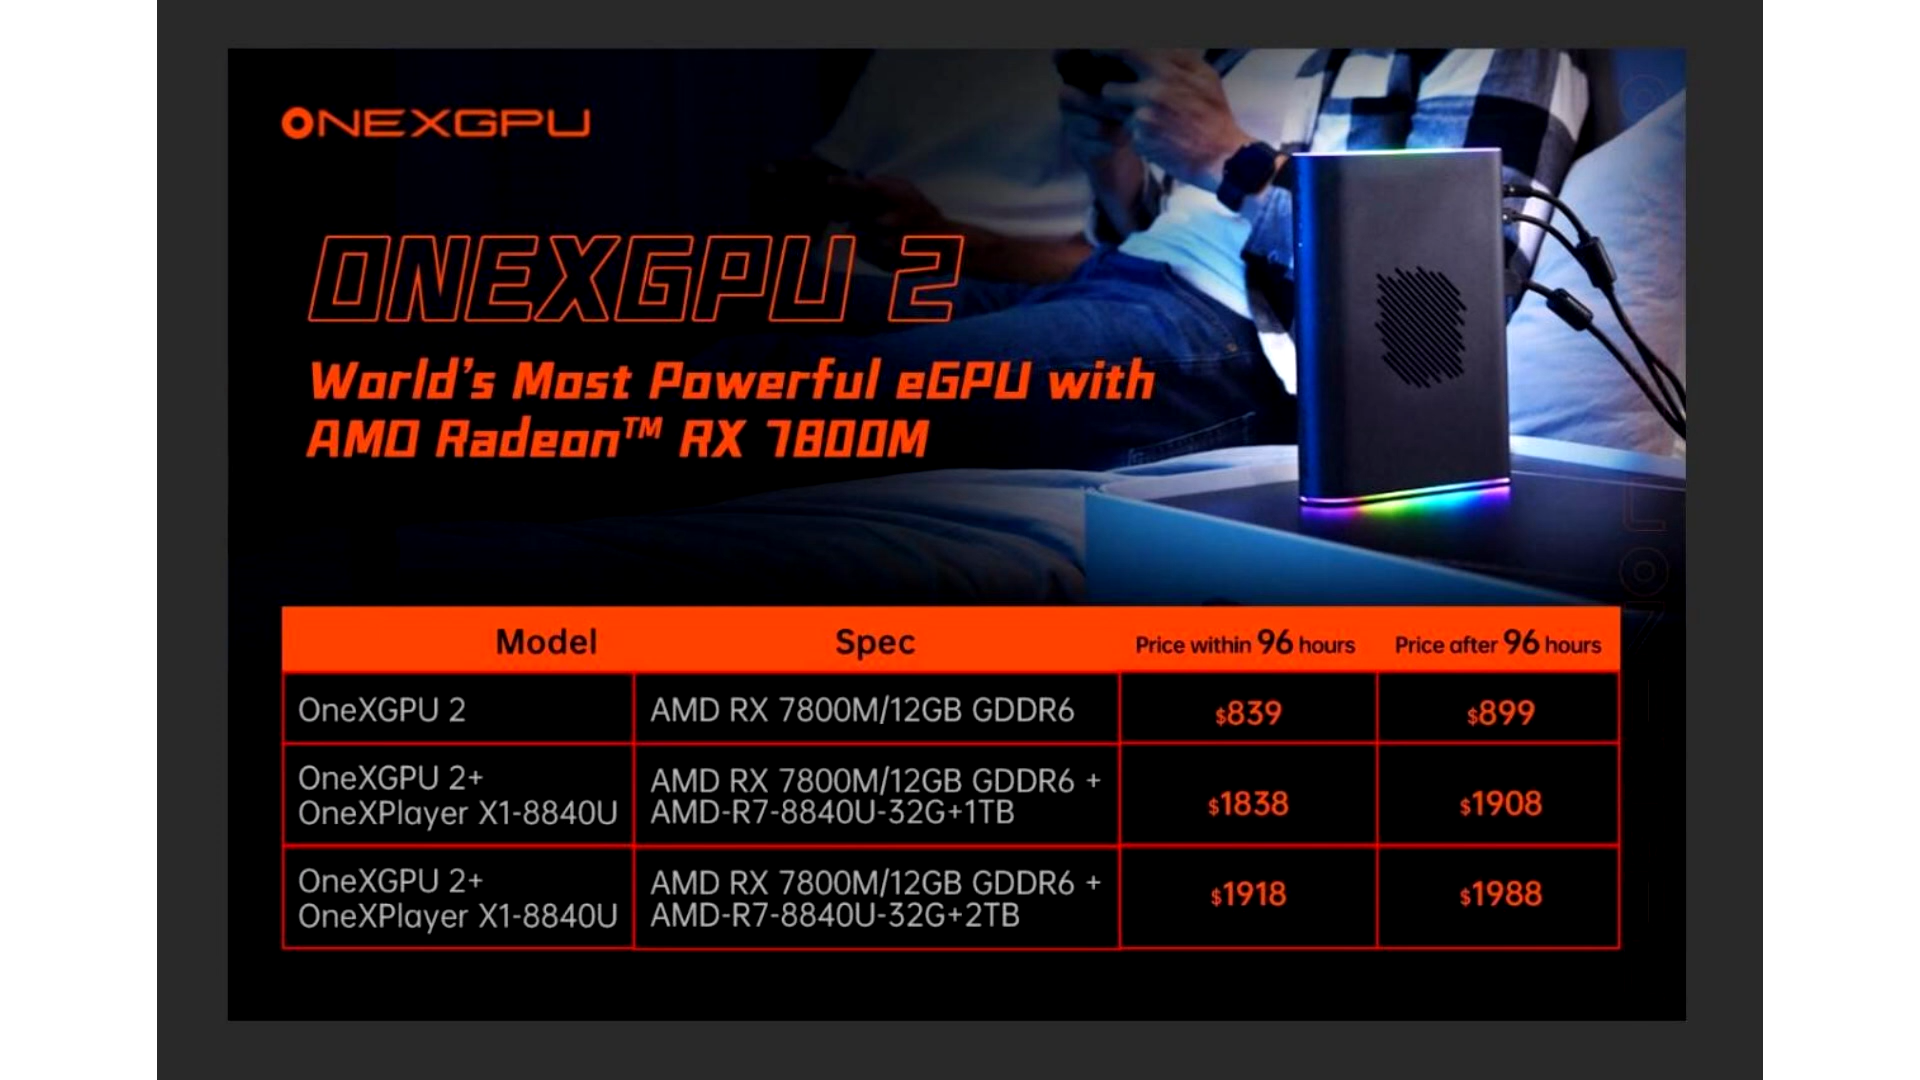 ONEXGPU
ONEXGPU 2
World's Most Powerful eGPU with
AMD Radeon™ RX 7800M
Model Spec Price within 96 hours Price after 96 hours
OneXGPU 2 AMD RX 7800M/12GB GDDR6 $839 $899
OneXGPU 2+
OneXPlayer X1-8840U
AMD RX 7800M/12GB GDDR6 +
AMD-R7-8840U-32G+1TB
$1838 $1908
OneXGPU 2+
OneXPlayer X1-8840U
AMD RX 7800M/12GB GDDR6 +
AMD-R7-8840U-32G+2TB
$1918 $1988